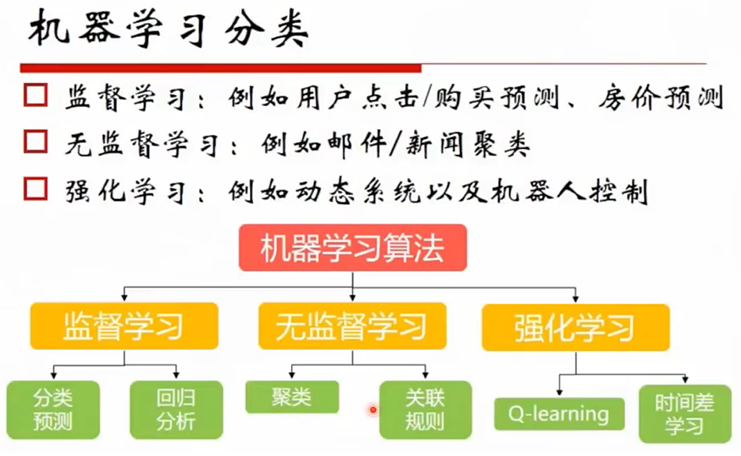 机器学习分类
监督学习：例如用户点击/购买预测、房价预测
无监督学习：例如邮件/新闻聚类
强化学习：例如动态系统以及机器人控制
机器学习算法
监督学习
无监督学习
强化学习
分类
预测
回归
分析
聚类
关联
规则
Q-learning
时间差
学习